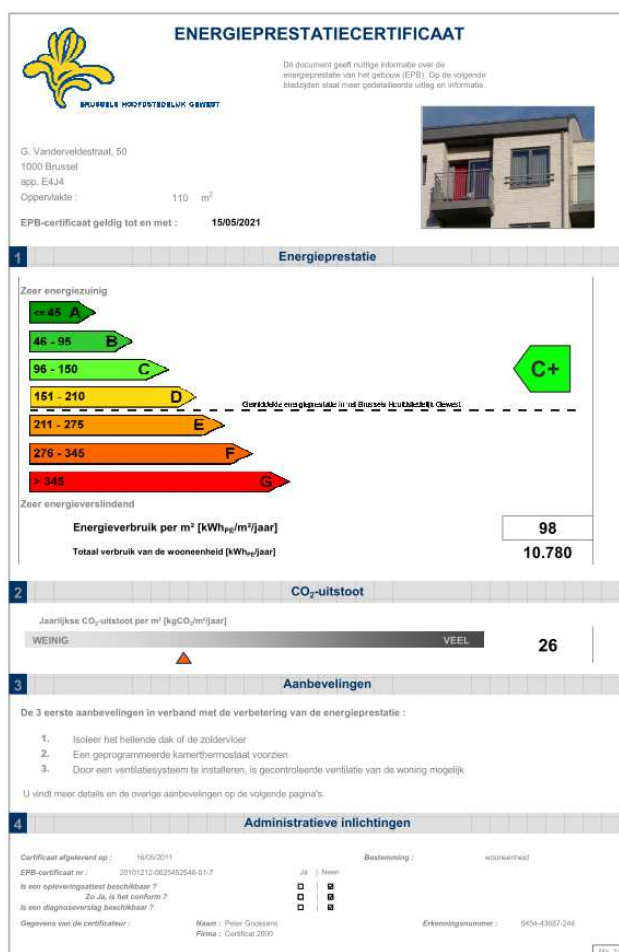 ENERGIEPRESTATIECERTIFICAAT
Dit document geeft nuttige informatie over de
energieprestatie van het gebouw (EPB). Op de volgende
bladzijden staat meer gedetailleerde uitleg en informatie.
BRUSSELS HOOFDSTEDELIJK GEWEST
G. Vanderveldestraat, 50
1000 Brussel
app. E4J4
Oppervlakte : 110 m²
EPB-certificaat geldig tot en met : 15/05/2021
1 Energieprestatie
Zeer energiezuinig
<= 45 A
46 - 95 B
96 - 150 C
C+
151 - 210 D
Gemiddelde energieprestatie in het Brussels Hoofdstedelijk Gewest
211 - 275 E
276 - 345 F
> 345 G
Zeer energieverslindend
Energieverbruik per m² [kWhPE/m²/jaar] 98
Totaal verbruik van de wooneenheid [kWhPE/jaar] 10.780
2 CO₂-uitstoot
Jaarlijkse CO₂-uitstoot per m² [kgCO₂/m²/jaar]
WEINIG VEEL 26
3 Aanbevelingen
De 3 eerste aanbevelingen in verband met de verbetering van de energieprestatie :
1. Isoleer het hellende dak of de zoldervloer
2. Een geprogrammeerde kamerthermostaat voorzien
3. Door een ventilatiesysteem te installeren, is gecontroleerde ventilatie van de woning mogelijk
U vindt meer details en de overige aanbevelingen op de volgende pagina's.
4 Administratieve inlichtingen
Certificaat afgeleverd op : 16/05/2011 Bestemming : wooneenheid
EPB-certificaat nr : 20101212-0025452546-01-7 Ja | Neen
Is een opleveringsattest beschikbaar ?
Zo Ja, is het conform ?
Is een diagnoseverslag beschikbaar ?
Gegevens van de certificateur : Naam : Peter Goossens Erkenningsnummer : S454-43687-244
Firma : Certificat 2000